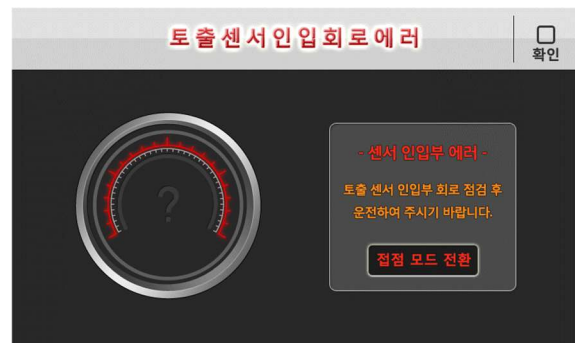 토출센서인입회로에러
확인
- 센서 인입부 에러 -
토출 센서 인입부 회로 점검 후
운전하여 주시기 바랍니다.
?
접점 모드 전환